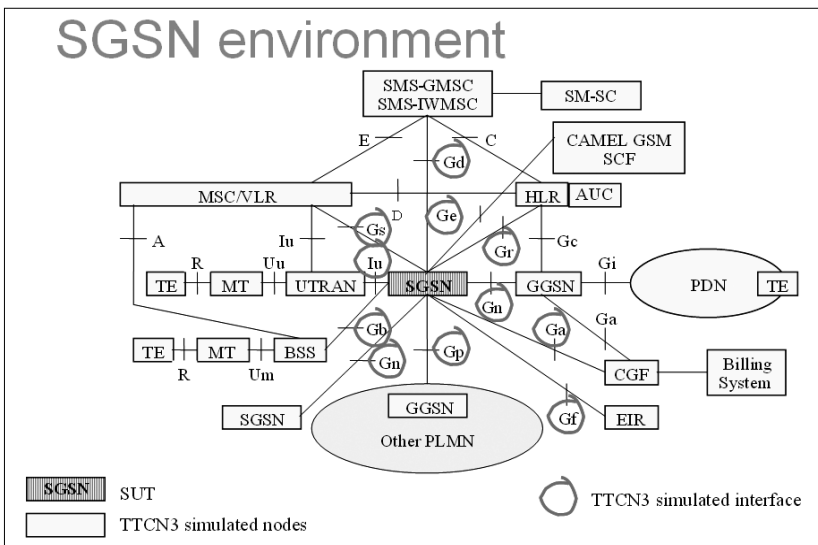 SGSN environment
SMS-GMSC
SMS-IWMSC
SM-SC
CAMEL GSM
SCF
E
C
Gd
MSC/VLR
D
Ge
HLR
AUC
A
Iu
Gs
Gr
Gc
R
Uu
Iu
Gi
TE
MT
UTRAN
SGSN
GGSN
PDN
TE
Gn
Gb
Ga
Ga
TE
MT
BSS
R
Um
Gn
Gp
CGF
Billing
System
SGSN
GGSN
Gf
EIR
Other PLMN
SGSN
SUT
TTCN3 simulated interface
TTCN3 simulated nodes